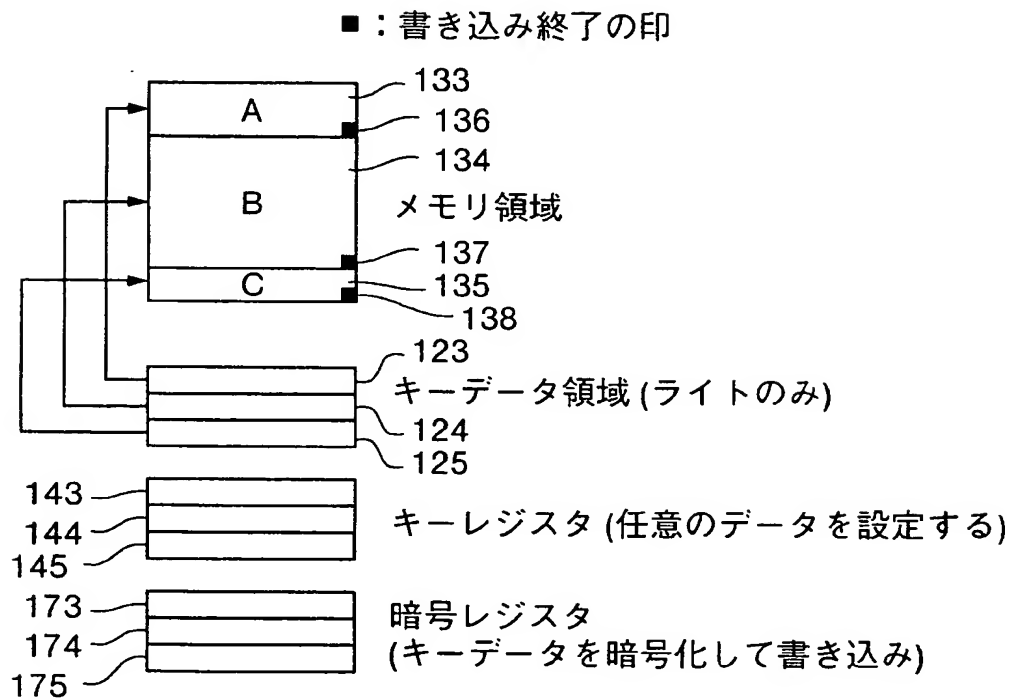 ■：書き込み終了の印
133
A
136
134
B
メモリ領域
137
C
135
138
123
キーデータ領域 (ライトのみ)
124
125
143
144
キーレジスタ (任意のデータを設定する)
145
173
暗号レジスタ
174
(キーデータを暗号化して書き込み)
175